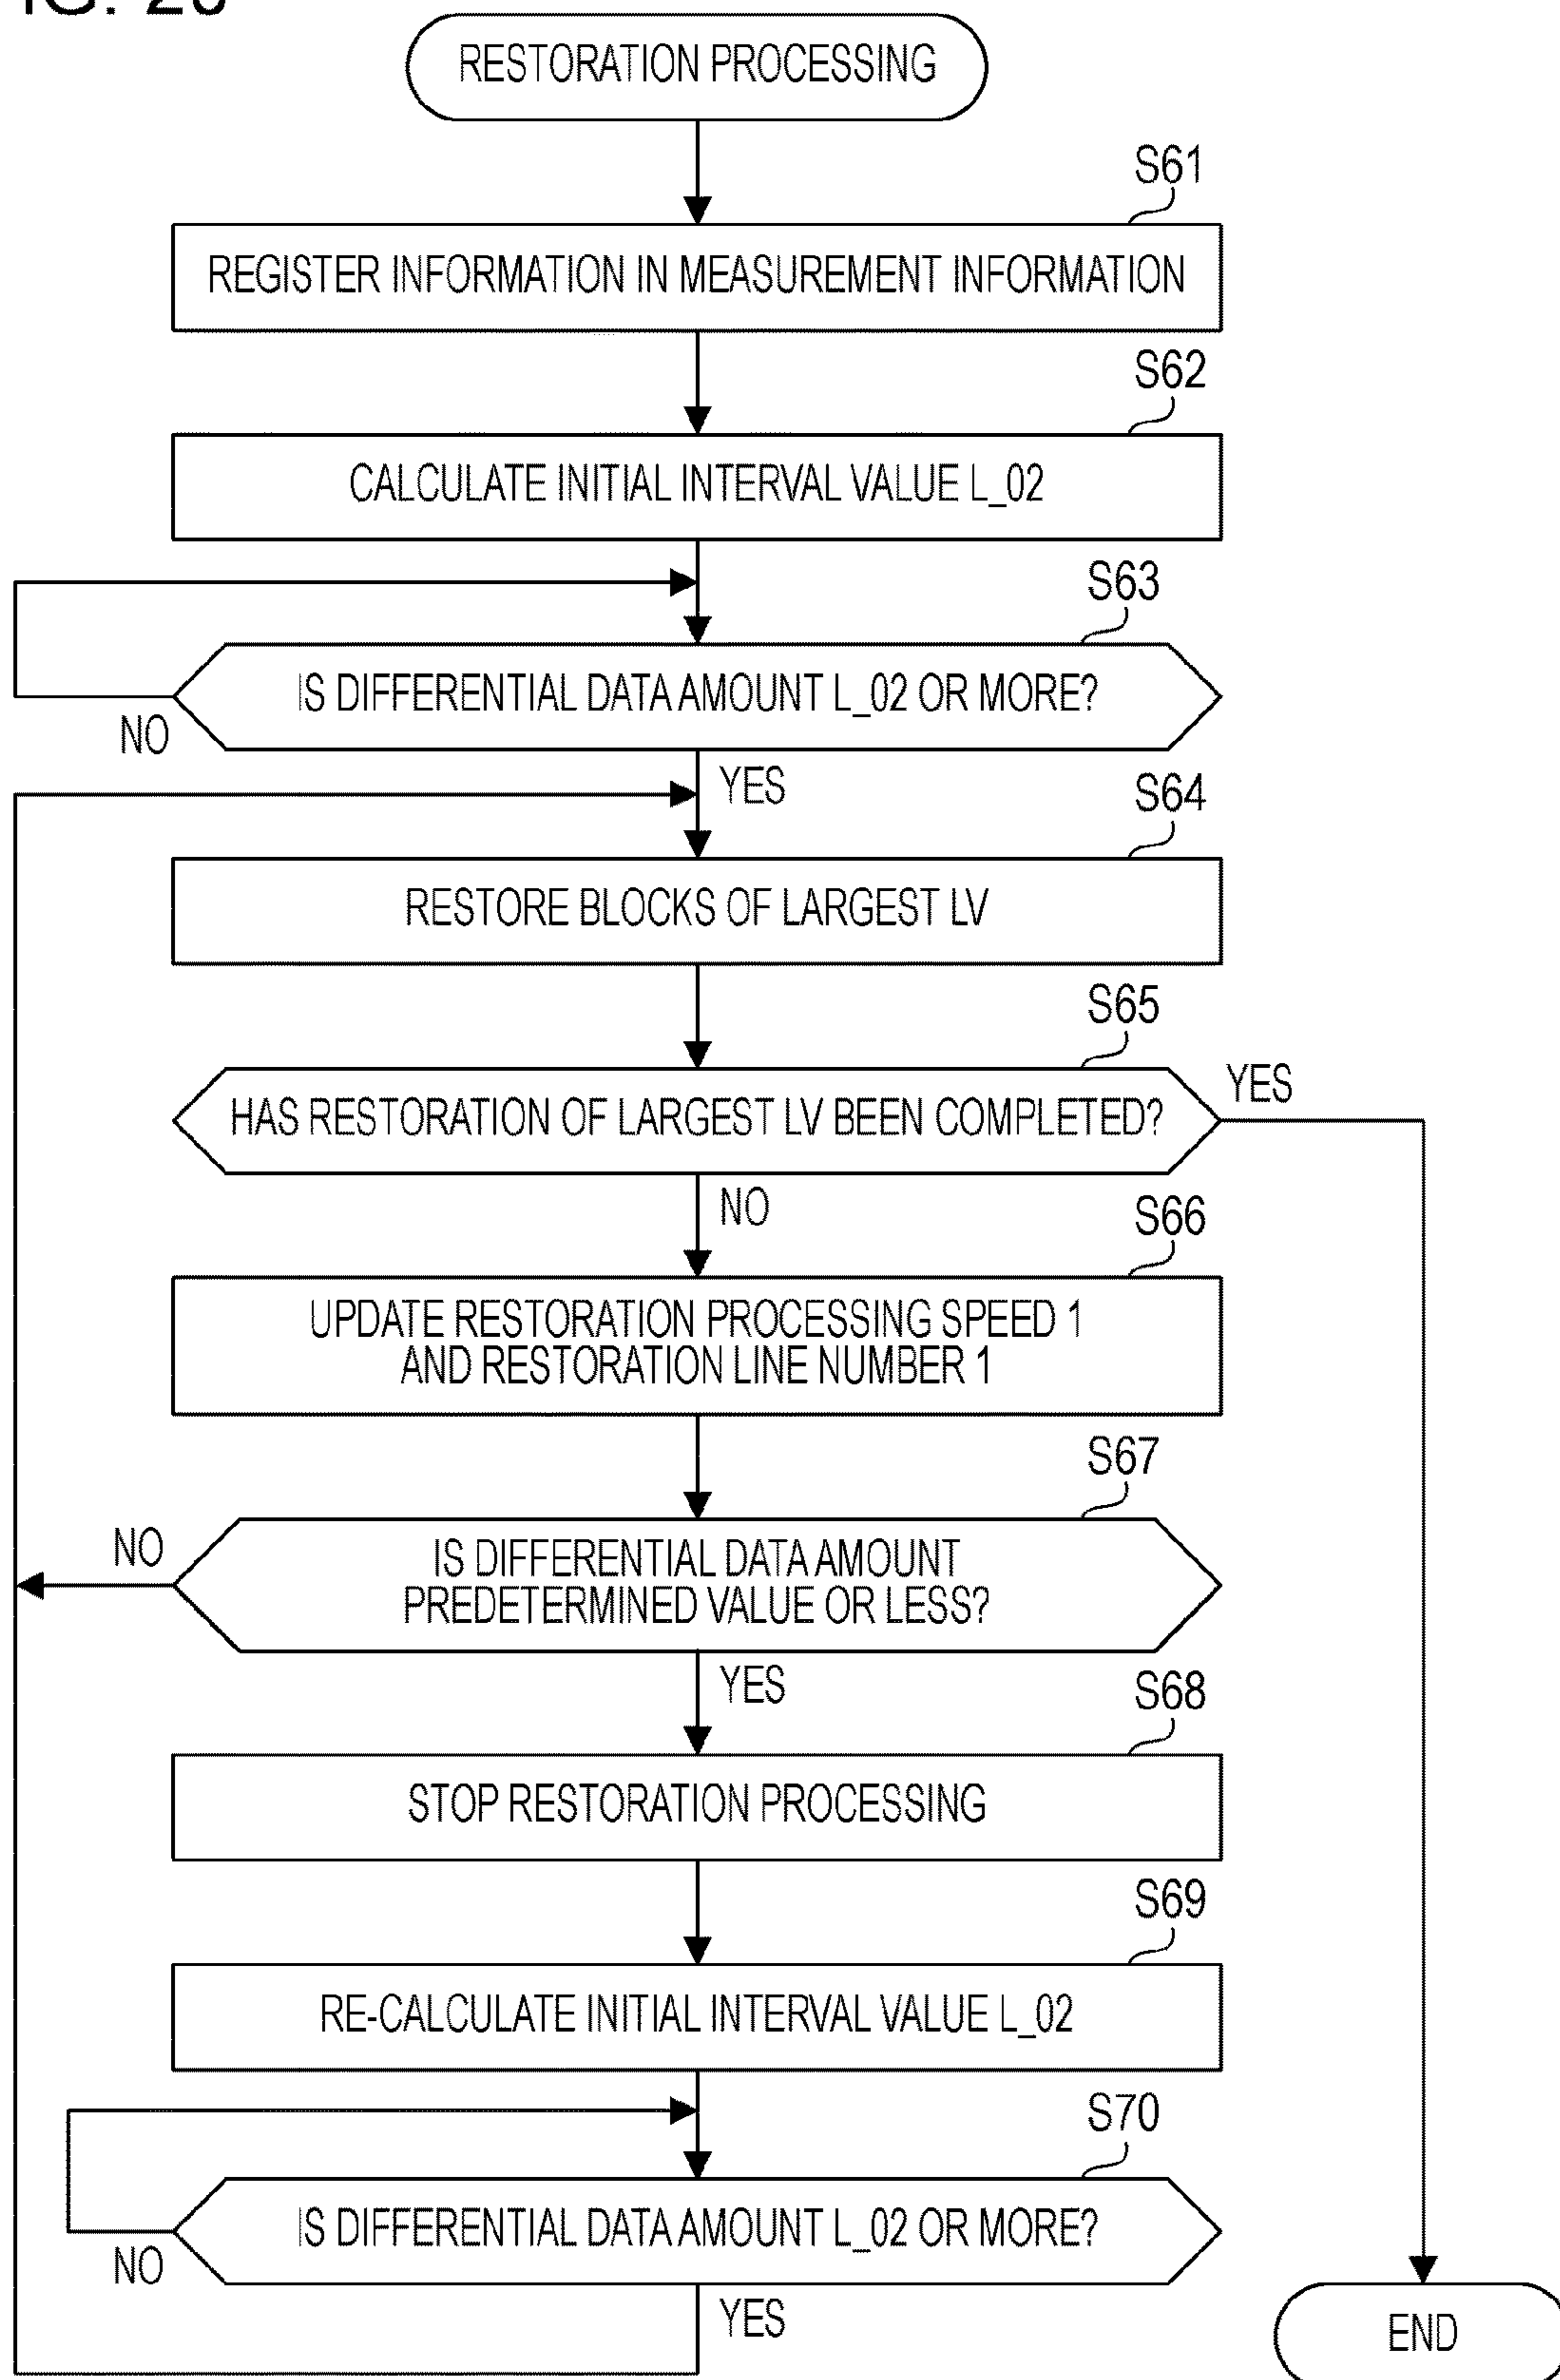 RESTORATION PROCESSING
S61
REGISTER INFORMATION IN MEASUREMENT INFORMATION
S62
CALCULATE INITIAL INTERVAL VALUE L_02
S63
IS DIFFERENTIAL DATA AMOUNT L_02 OR MORE?
NO
YES
S64
RESTORE BLOCKS OF LARGEST LV
S65
YES
HAS RESTORATION OF LARGEST LV BEEN COMPLETED?
NO
S66
UPDATE RESTORATION PROCESSING SPEED 1
AND RESTORATION LINE NUMBER 1
S67
NO
IS DIFFERENTIAL DATA AMOUNT
PREDETERMINED VALUE OR LESS?
YES
S68
STOP RESTORATION PROCESSING
S69
RE-CALCULATE INITIAL INTERVAL VALUE L_02
S70
IS DIFFERENTIAL DATA AMOUNT L_02 OR MORE?
NO
YES
END